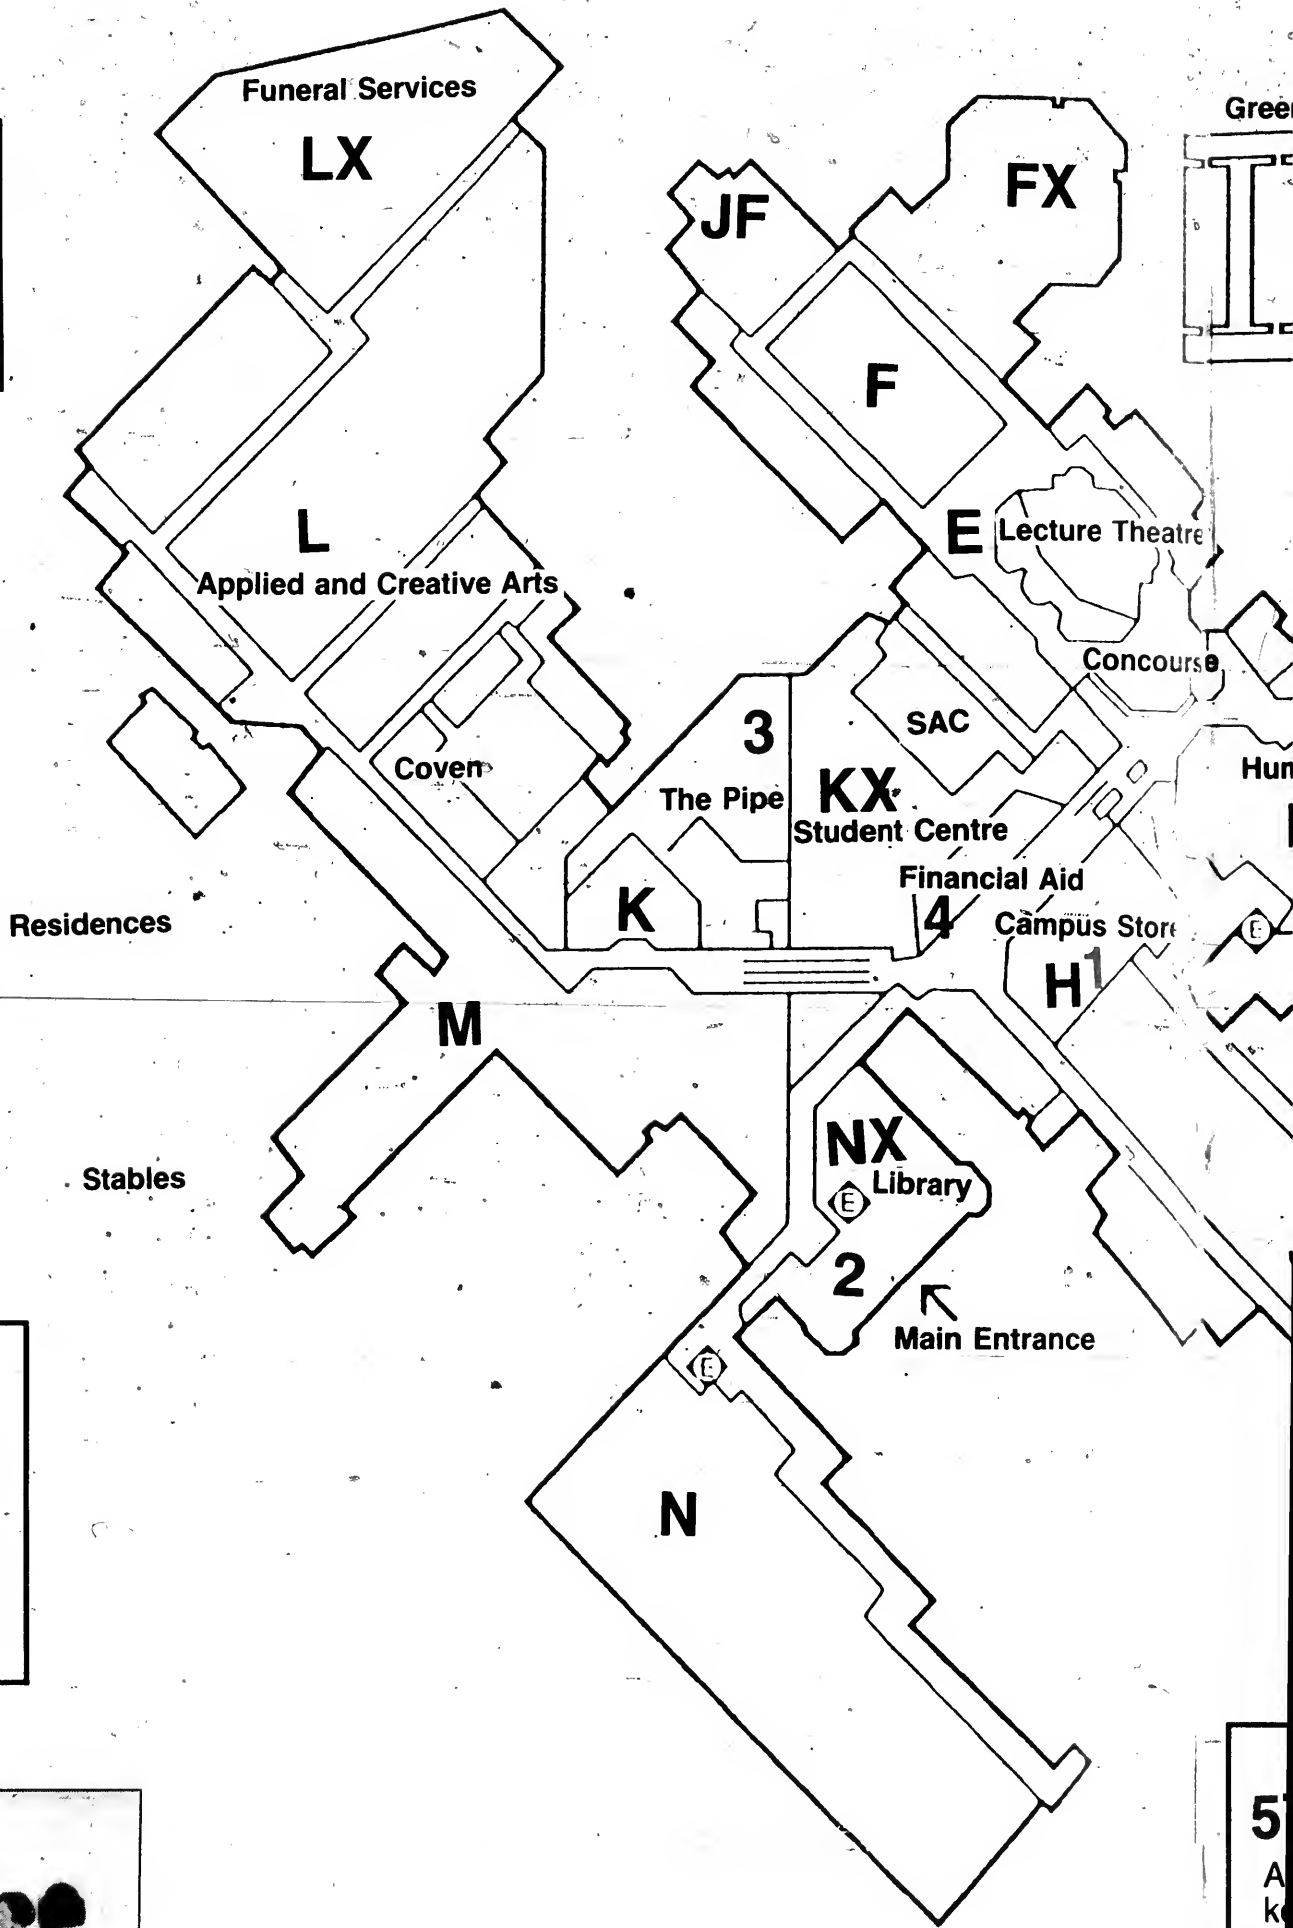 Funeral Services
LX
Gree
JF
FX
F
L
Applied and Creative Arts
E
Lecture Theatre
Concourse
3
SAC
Coven
The Pipe
KX
Student Centre
Hum
Financial Aid
K
4
Campus Store
E
Residences
H
1
M
NX
Library
E
Stables
2
Main Entrance
E
N
5
A
k